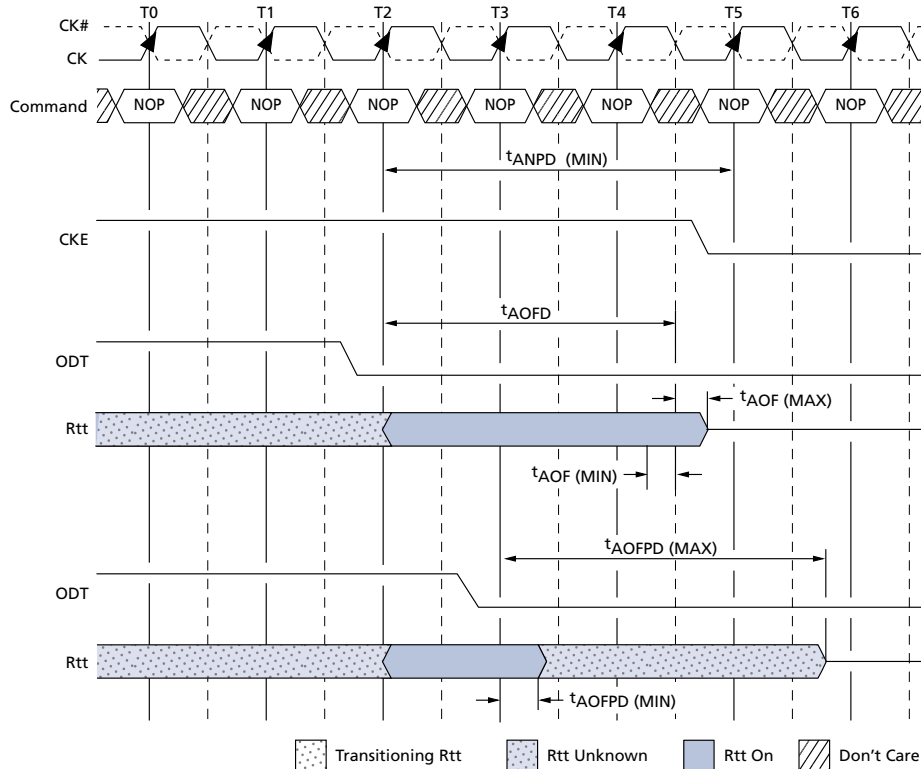 T0 T1 T2 T3 T4 T5 T6
CK#
CK
Command NOP NOP NOP NOP NOP NOP NOP
tANPD (MIN)
CKE
tAOFD
ODT
tAOF (MAX)
Rtt
tAOF (MIN)
tAOFPD (MAX)
ODT
Rtt
tAOFPD (MIN)
Transitioning Rtt Rtt Unknown Rtt On Don't Care